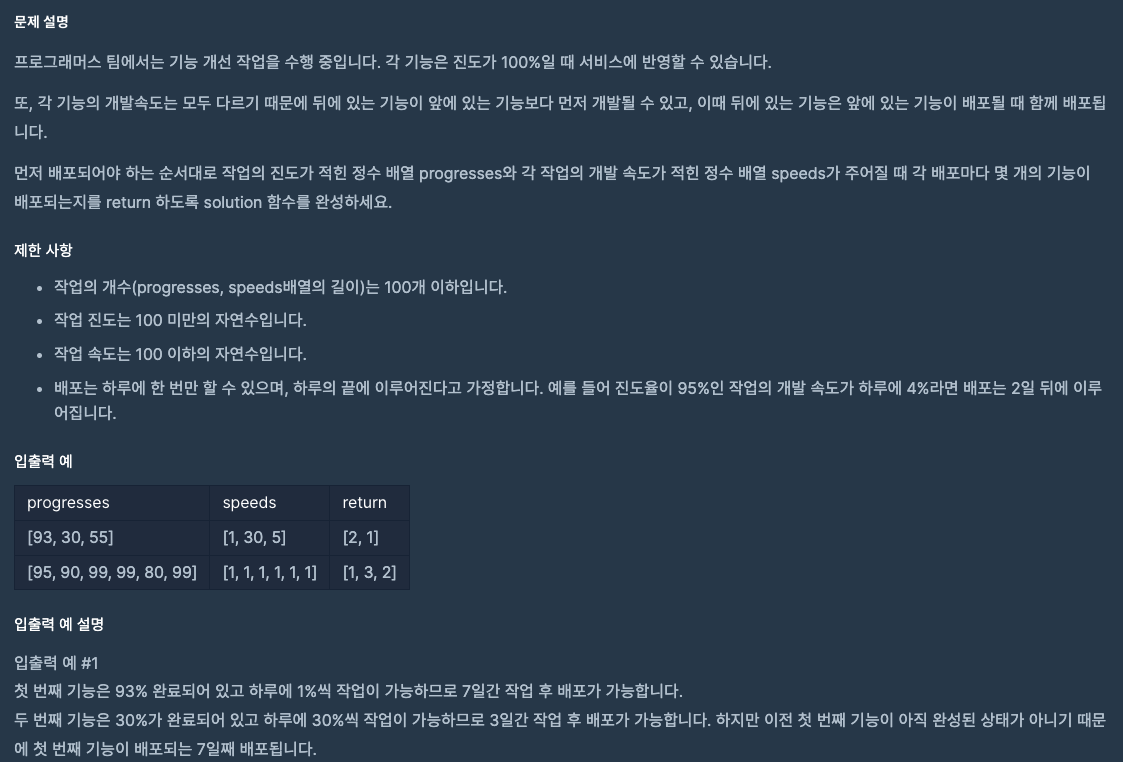 문제 설명
프로그래머스 팀에서는 기능 개선 작업을 수행 중입니다. 각 기능은 진도가 100%일 때 서비스에 반영할 수 있습니다.
또, 각 기능의 개발속도는 모두 다르기 때문에 뒤에 있는 기능이 앞에 있는 기능보다 먼저 개발될 수 있고, 이때 뒤에 있는 기능은 앞에 있는 기능이 배포될 때 함께 배포됩
니다.
먼저 배포되어야 하는 순서대로 작업의 진도가 적힌 정수 배열 progresses와 각 작업의 개발 속도가 적힌 정수 배열 speeds가 주어질 때 각 배포마다 몇 개의 기능이
배포되는지를 return 하도록 solution 함수를 완성하세요.
제한 사항
• 작업의 개수(progresses, speeds배열의 길이)는 100개 이하입니다.
• 작업 진도는 100 미만의 자연수입니다.
• 작업 속도는 100 이하의 자연수입니다.
• 배포는 하루에 한 번만 할 수 있으며, 하루의 끝에 이루어진다고 가정합니다. 예를 들어 진도율이 95%인 작업의 개발 속도가 하루에 4%라면 배포는 2일 뒤에 이루
어집니다.
입출력 예
progresses speeds return
[93, 30, 55] [1, 30, 5] [2, 1]
[95, 90, 99, 99, 80, 99] [1, 1, 1, 1, 1, 1] [1, 3, 2]
입출력 예 설명
입출력 예 #1
첫 번째 기능은 93% 완료되어 있고 하루에 1%씩 작업이 가능하므로 7일간 작업 후 배포가 가능합니다.
두 번째 기능은 30%가 완료되어 있고 하루에 30%씩 작업이 가능하므로 3일간 작업 후 배포가 가능합니다. 하지만 이전 첫 번째 기능이 아직 완성된 상태가 아니기 때문
에 첫 번째 기능이 배포되는 7일째 배포됩니다.